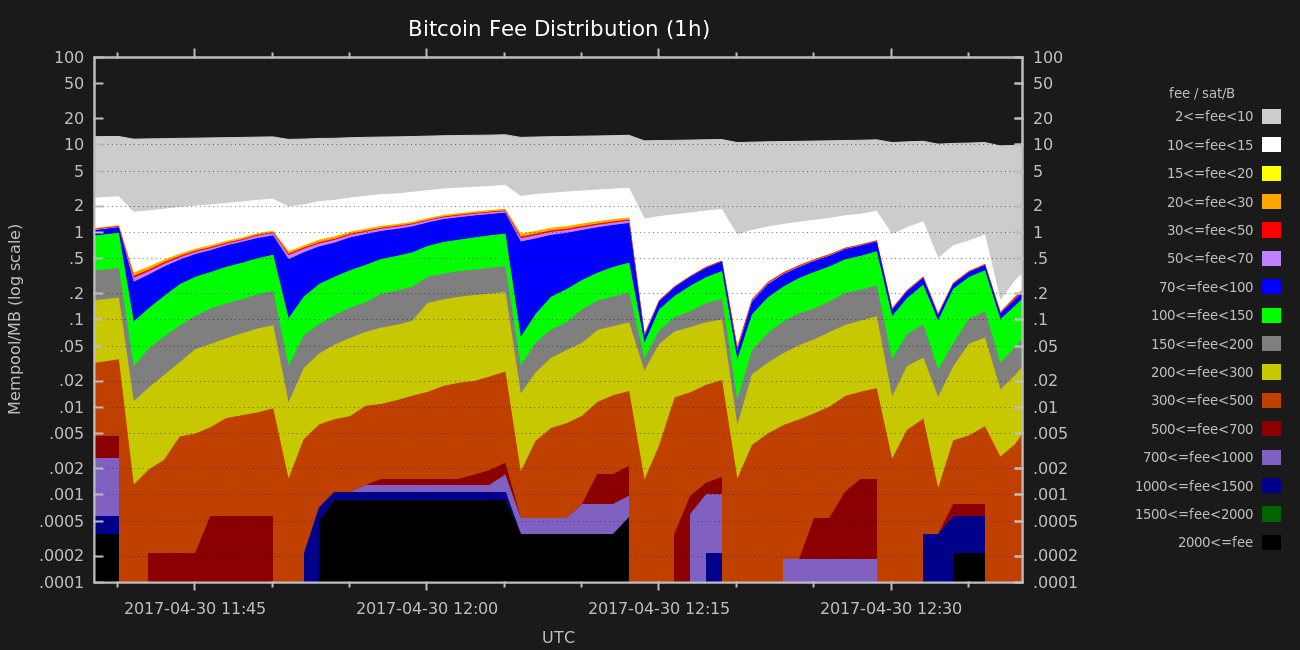 Bitcoin Fee Distribution (1h)
Mempool/MB (log scale)
100
50
20
10
5
2
1
.5
.2
.1
.05
.02
.01
.005
.002
.001
.0005
.0002
.0001
100
50
20
10
5
2
1
.5
.2
.1
.05
.02
.01
.005
.002
.001
.0005
.0002
.0001
2017-04-30 11:45
2017-04-30 12:00
2017-04-30 12:15
2017-04-30 12:30
UTC
fee / sat/B
2<=fee<10
10<=fee<15
15<=fee<20
20<=fee<30
30<=fee<50
50<=fee<70
70<=fee<100
100<=fee<150
150<=fee<200
200<=fee<300
300<=fee<500
500<=fee<700
700<=fee<1000
1000<=fee<1500
1500<=fee<2000
2000<=fee